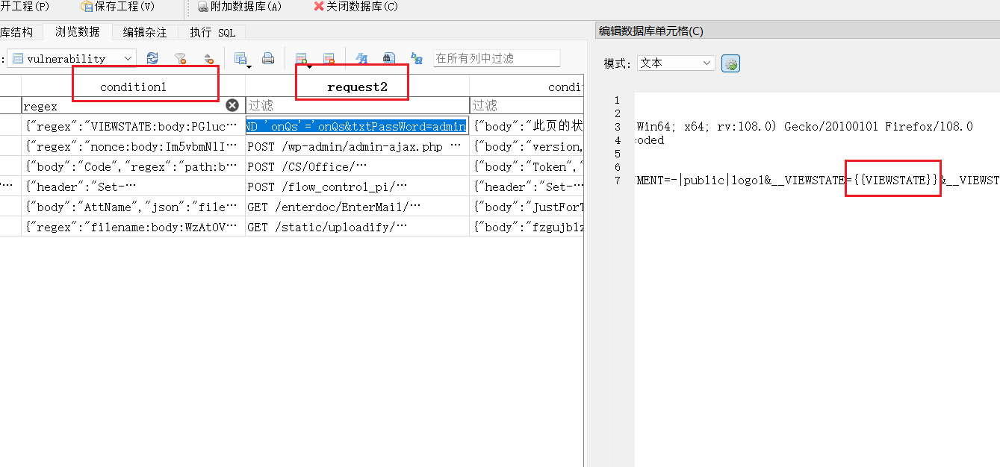 开工程(P) 保存工程(V) 附加数据库(A) 关闭数据库(C)
库结构 浏览数据 编辑杂注 执行 SQL
: vulnerability 在所有列中过滤
condition1 request2 condi
regex 过滤 过滤
{"regex":"VIEWSTATE:body:PGluc… ND 'onQs'='onQs&txtPassWord=admin {"body":"此页的状
{"regex":"nonce:body:Im5vbmNlI… POST /wp-admin/admin-ajax.php … {"body":"version,
{"body":"Code","regex":"path:b… POST /CS/Office/… {"body":"Token","
… {"header":"Set-… POST /flow_control_pi/… {"header":"Set-…
{"body":"AttName","json":"file… GET /enterdoc/EnterMail/… {"body":"JustForT
{"regex":"filename:body:WzAtOV… GET /static/uploadify/… {"body":"fzgujblz
编辑数据库单元格(C)
模式: 文本
1
2
3 Win64; x64; rv:108.0) Gecko/20100101 Firefox/108.0
4 coded
5
6
7 MENT=-|public|logo1&__VIEWSTATE={{VIEWSTATE}}&__VIEWST